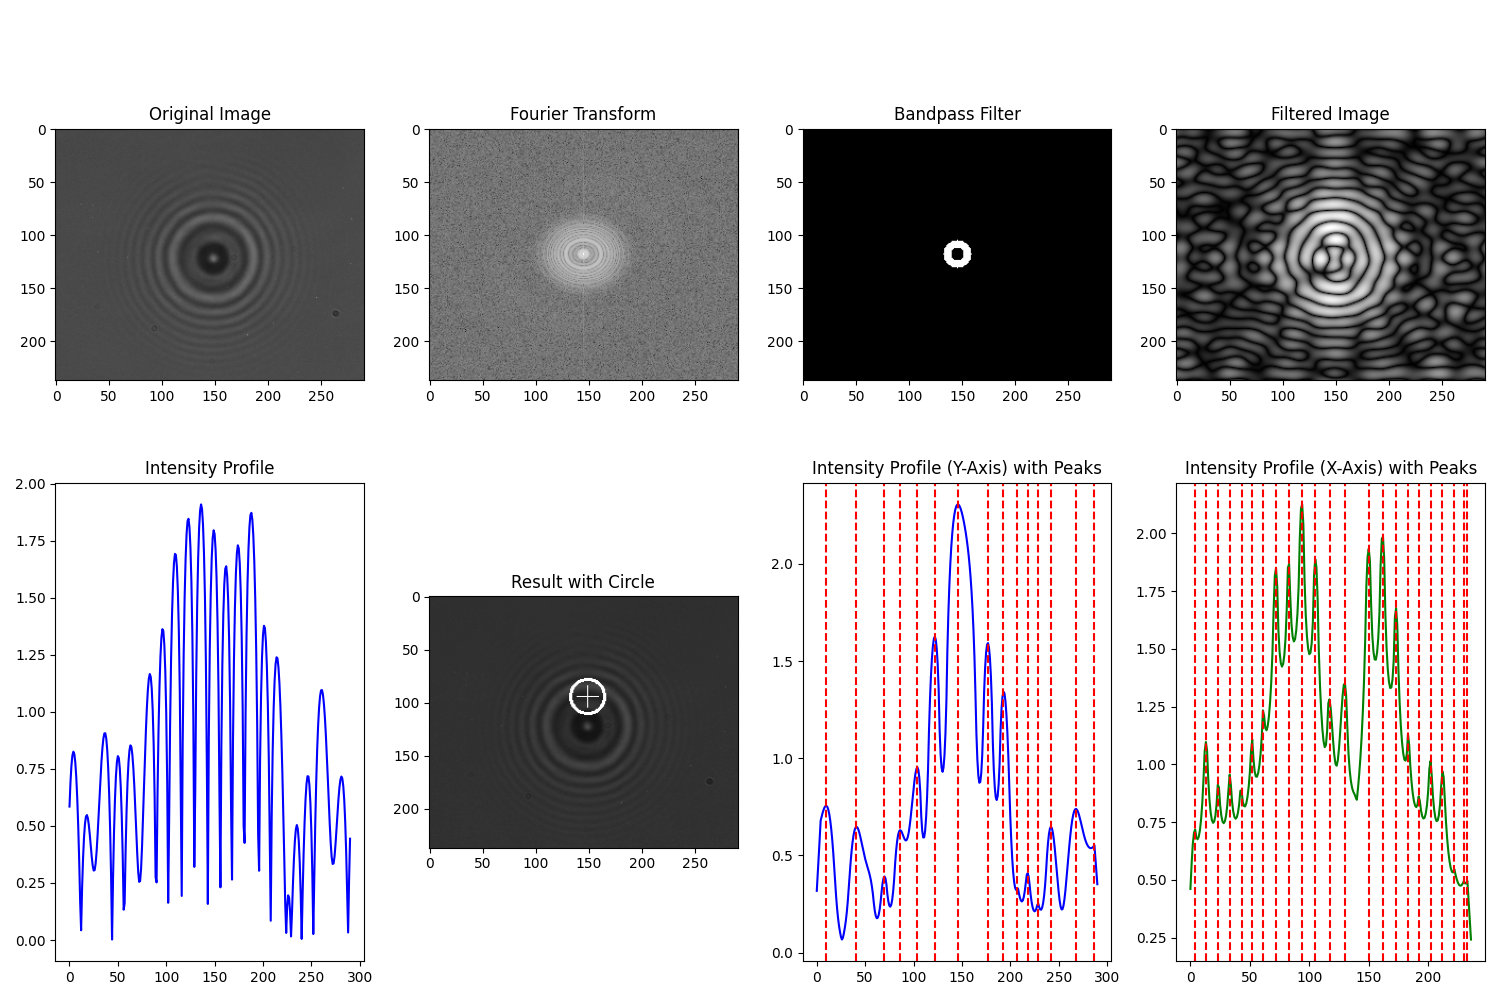 Original Image
Fourier Transform
Bandpass Filter
Filtered Image
0
50
100
150
200
0 50 100 150 200 250
0
50
100
150
200
0 50 100 150 200 250
0
50
100
150
200
0 50 100 150 200 250
0
50
100
150
200
0 50 100 150 200 250
Intensity Profile
2.00
1.75
1.50
1.25
1.00
0.75
0.50
0.25
0.00
0 50 100 150 200 250 300
Result with Circle
0
50
100
150
200
0 50 100 150 200 250
Intensity Profile (Y-Axis) with Peaks
2.0
1.5
1.0
0.5
0.0
0 50 100 150 200 250 300
Intensity Profile (X-Axis) with Peaks
2.00
1.75
1.50
1.25
1.00
0.75
0.50
0.25
0 50 100 150 200